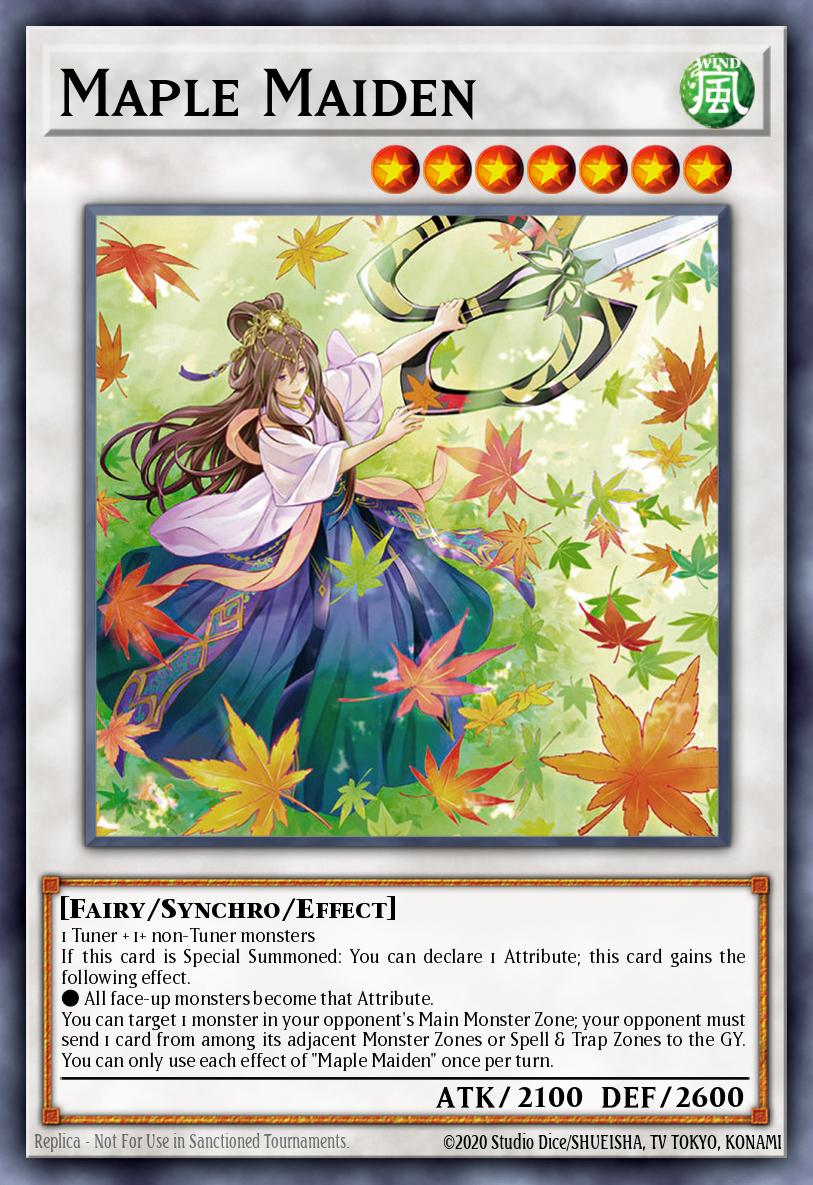 Maple Maiden
WIND
風
[Fairy/Synchro/Effect]
1 Tuner + 1+ non-Tuner monsters
If this card is Special Summoned: You can declare 1 Attribute; this card gains the
following effect.
● All face-up monsters become that Attribute.
You can target 1 monster in your opponent's Main Monster Zone; your opponent must
send 1 card from among its adjacent Monster Zones or Spell & Trap Zones to the GY.
You can only use each effect of "Maple Maiden" once per turn.
ATK/2100 DEF/2600
Replica - Not For Use in Sanctioned Tournaments.
©2020 Studio Dice/SHUEISHA, TV TOKYO, KONAMI